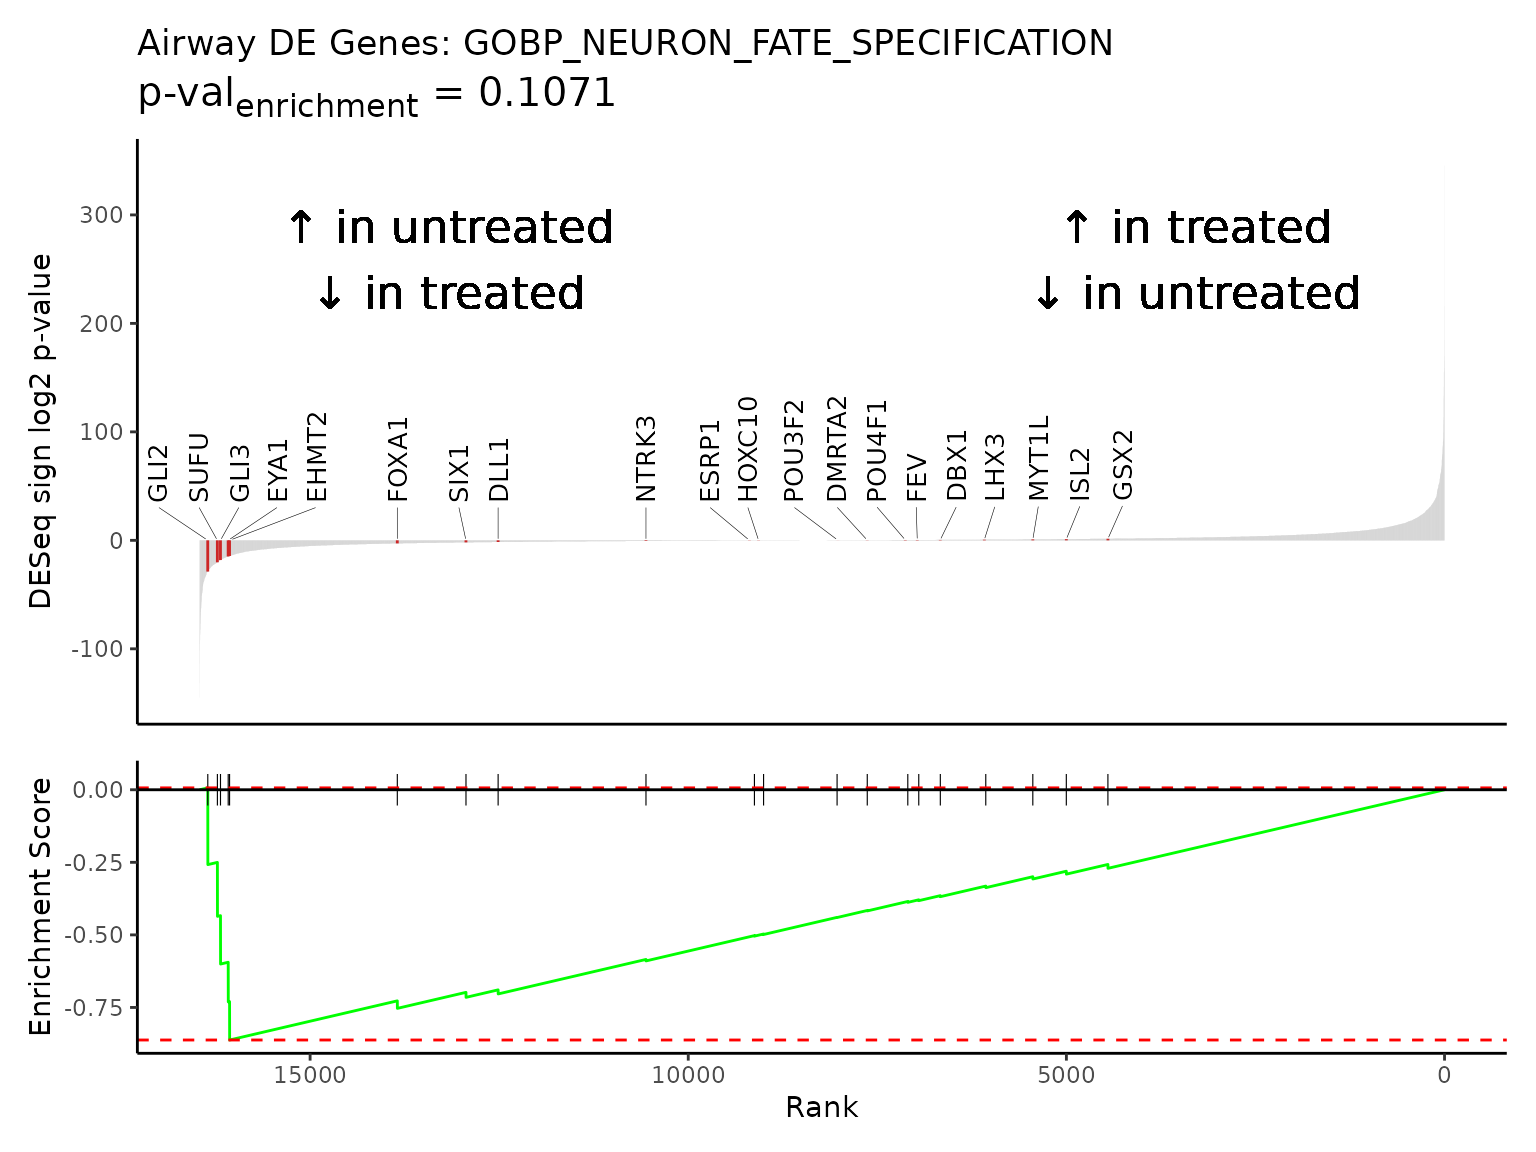 Airway DE Genes: GOBP_NEURON_FATE_SPECIFICATION
p-valenrichment = 0.1071
DESeq sign log2 p-value
300
200
100
0
-100
↑ in untreated
↓ in treated
↑ in treated
↓ in untreated
GLI2
SUFU
GLI3
EYA1
EHMT2
FOXA1
SIX1
DLL1
NTRK3
ESRP1
HOXC10
POU3F2
DMRTA2
POU4F1
FEV
DBX1
LHX3
MYT1L
ISL2
GSX2
Enrichment Score
0.00
-0.25
-0.50
-0.75
15000
10000
5000
0
Rank